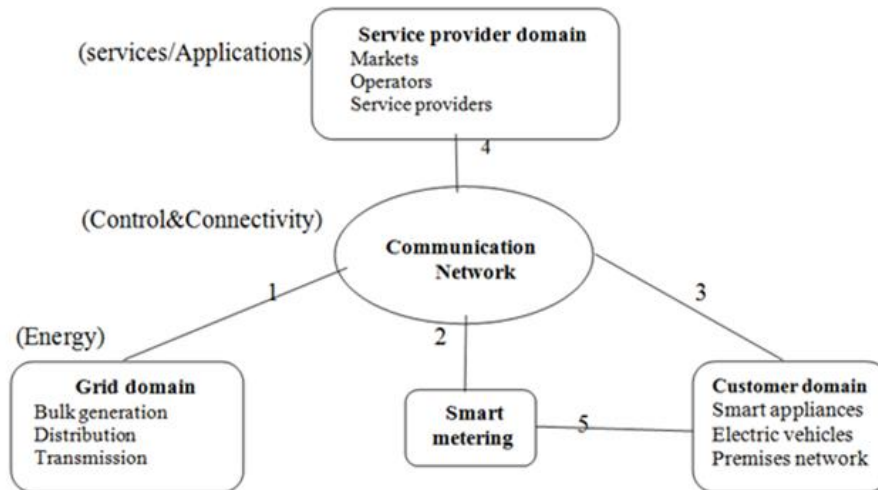 Service provider domain
(services/Applications)
Markets
Operators
Service providers
4
(Control&Connectivity)
Communication
Network
1
3
(Energy)
2
Grid domain
Bulk generation
Distribution
Transmission
Smart
metering
5
Customer domain
Smart appliances
Electric vehicles
Premises network